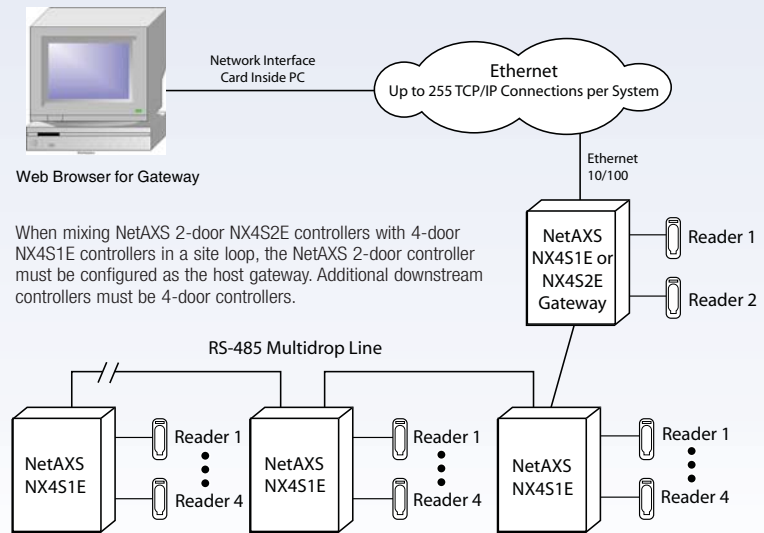 Network Interface
Card Inside PC
Ethernet
Up to 255 TCP/IP Connections per System
Web Browser for Gateway
Ethernet
10/100
When mixing NetAXS 2-door NX4S2E controllers with 4-door
NX4S1E controllers in a site loop, the NetAXS 2-door controller
must be configured as the host gateway. Additional downstream
controllers must be 4-door controllers.
NetAXS
NX4S1E or
NX4S2E
Gateway
Reader 1
Reader 2
RS-485 Multidrop Line
NetAXS
NX4S1E
Reader 1
Reader 4
NetAXS
NX4S1E
Reader 1
Reader 4
NetAXS
NX4S1E
Reader 1
Reader 4